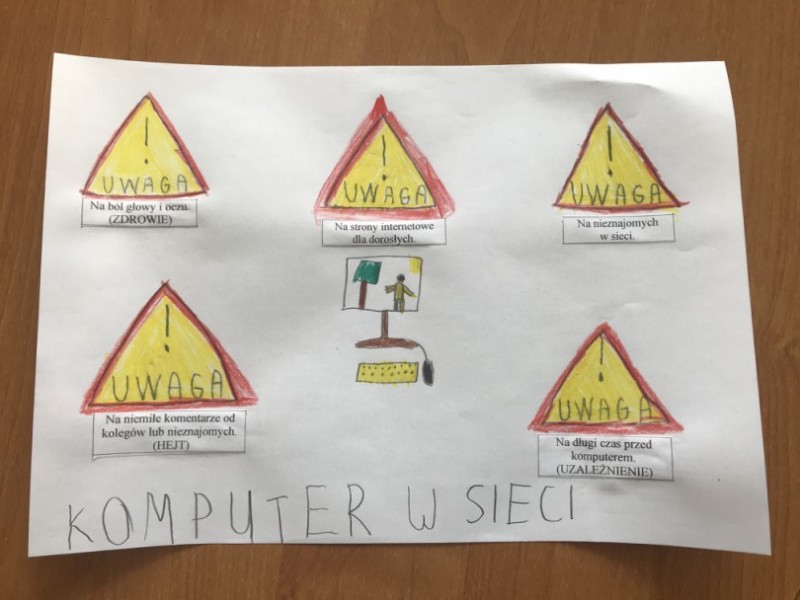 !
UWAGA
Na ból głowy i oczu.
(ZDROWIE)
!
UWAGA
Na strony internetowe
dla dorosłych.
!
UWAGA
Na nieznajomych
w sieci.
!
UWAGA
Na niemiłe komentarze od
kolegów lub nieznajomych.
(HEJT)
!
UWAGA
Na długi czas przed
komputerem.
(UZALEŻNIENIE)
KOMPUTER W SIECI